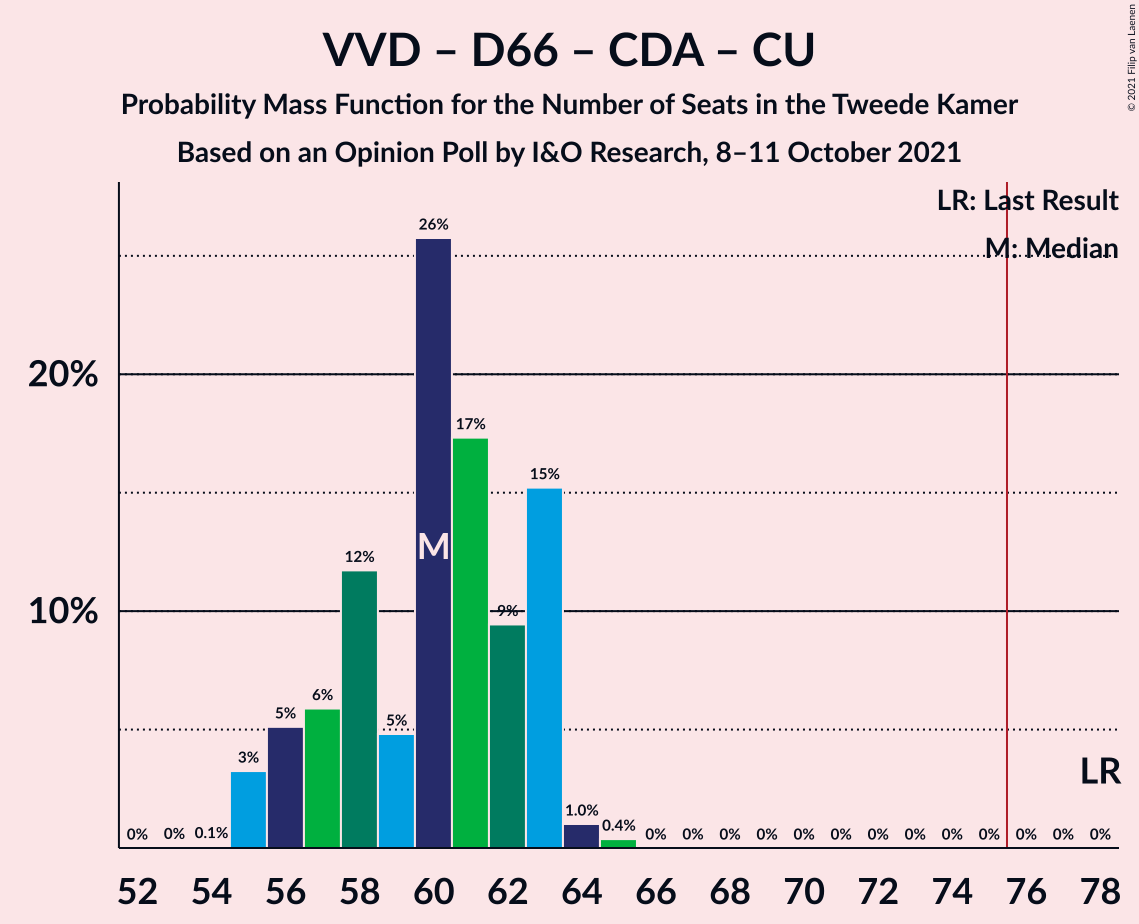 VVD – D66 – CDA – CU
Probability Mass Function for the Number of Seats in the Tweede Kamer
Based on an Opinion Poll by I&O Research, 8–11 October 2021
© 2021 Filip van Laenen
LR: Last Result
M: Median
26%
20%
17%
15%
12%
M
10%
9%
6%
5%
5%
3%
LR
1.0%
0.4%
0% 0% 0.1% 0% 0% 0% 0% 0% 0% 0% 0% 0% 0% 0% 0% 0%
52 54 56 58 60 62 64 66 68 70 72 74 76 78